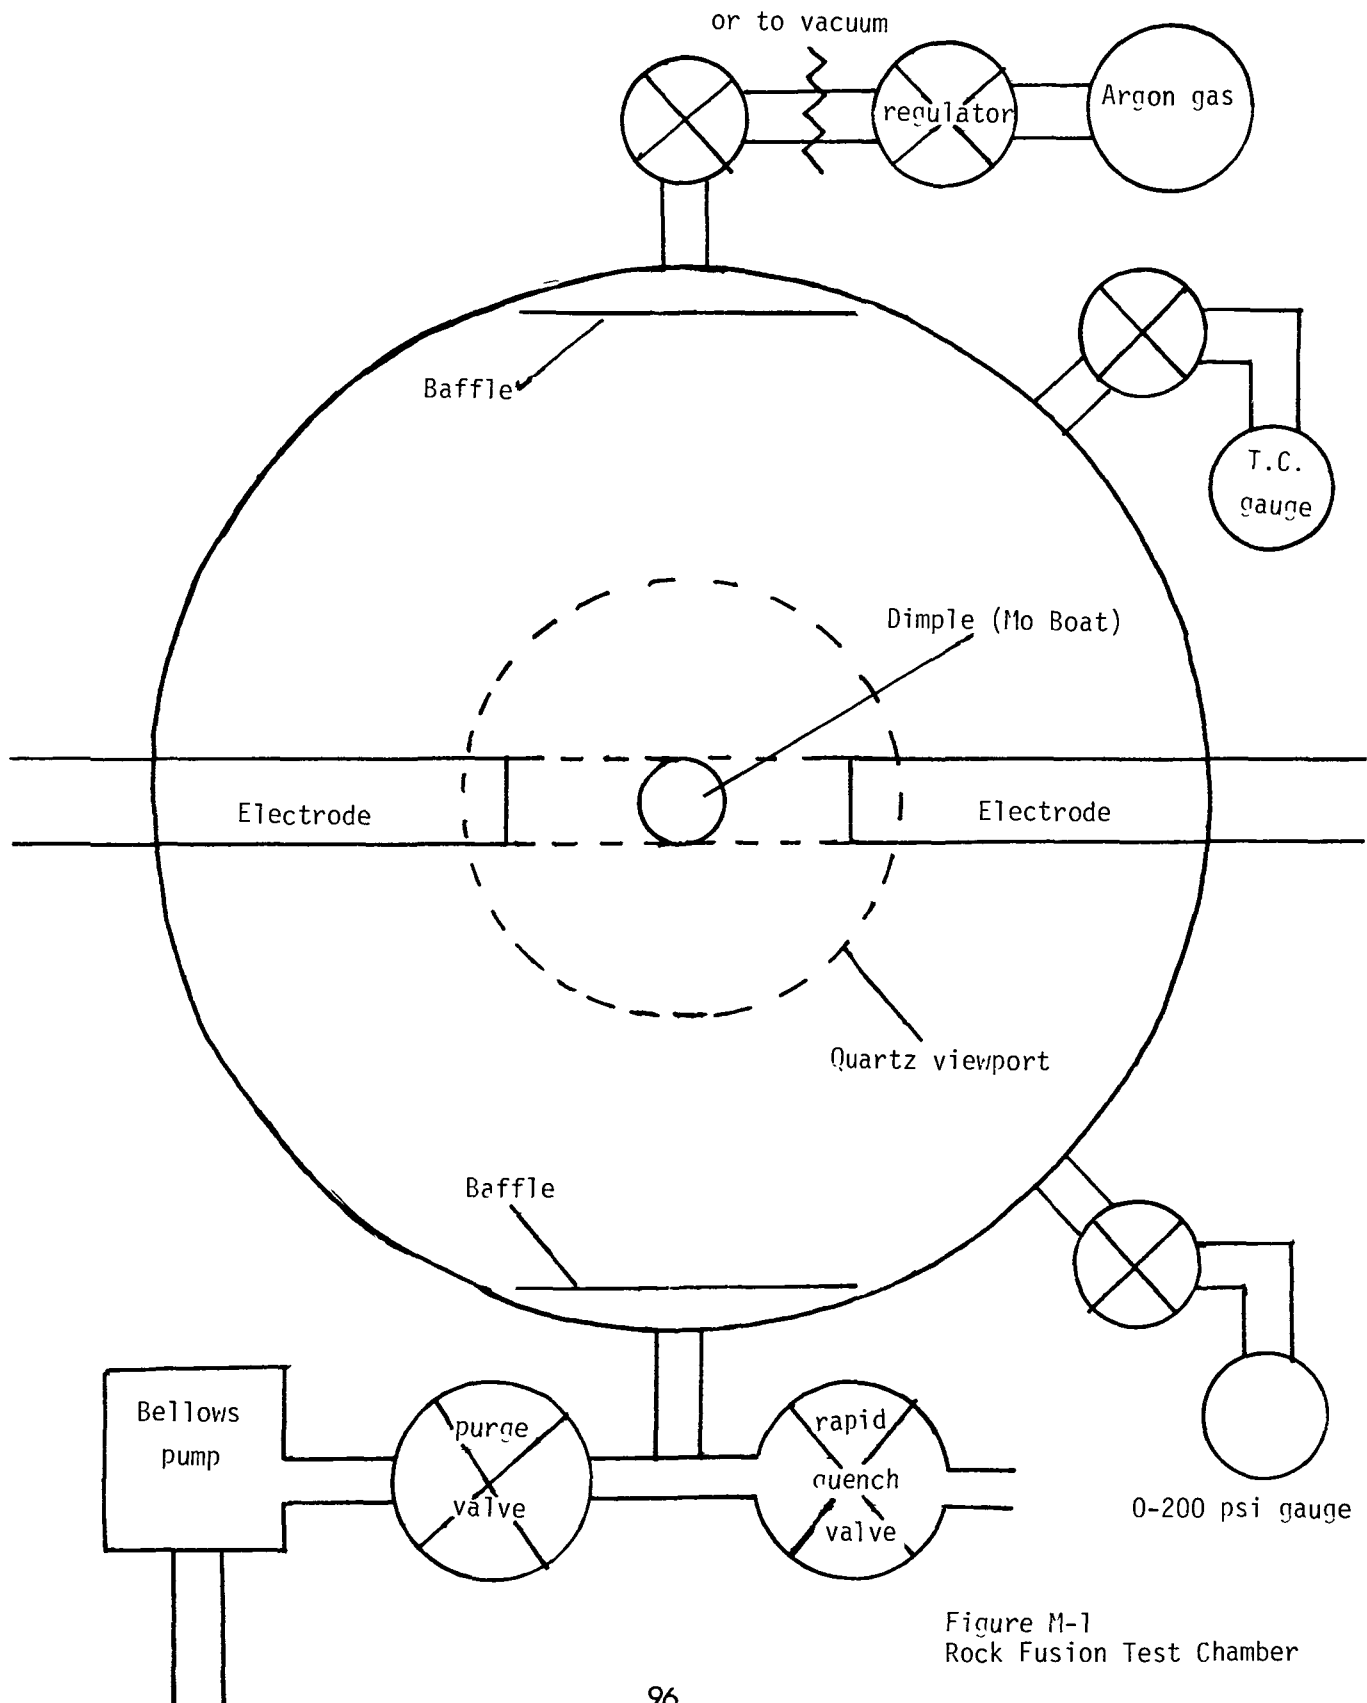 or to vacuum
regulator
Argon gas
Baffle
T.C.
gauge
Dimple (Mo Boat)
Electrode
Electrode
Quartz viewport
Baffle
Bellows
pump
purge
valve
rapid
quench
valve
0-200 psi gauge
Figure M-1
Rock Fusion Test Chamber
96